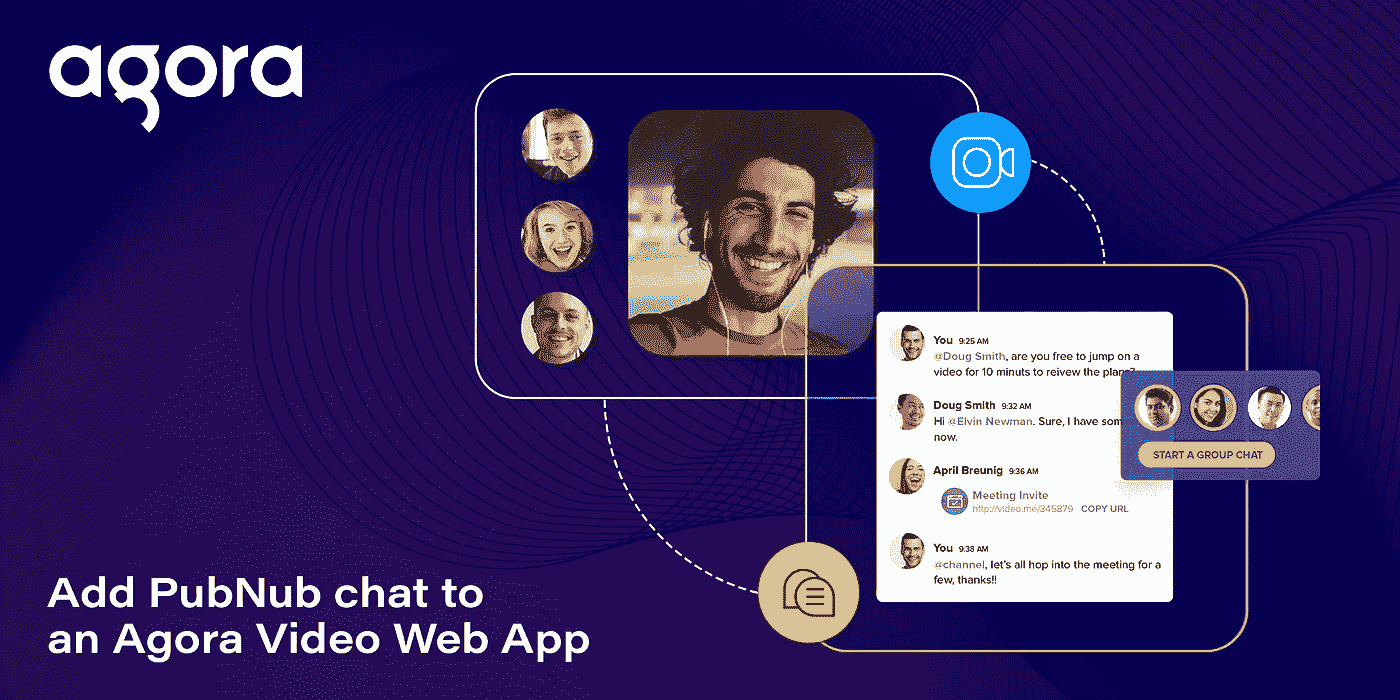 agora
You 9:25 AM
@Doug Smith, are you free to jump on a
video for 10 minuts to reivew the plans?
Doug Smith 9:32 AM
Hi @Elvin Newman. Sure, I have som
now.
START A GROUP CHAT
April Breunig 9:36 AM
Meeting Invite
http://video.me/345879 COPY URL
You 9:38 AM
@channel, let's all hop into the meeting for a
few, thanks!!
Add PubNub chat to
an Agora Video Web App